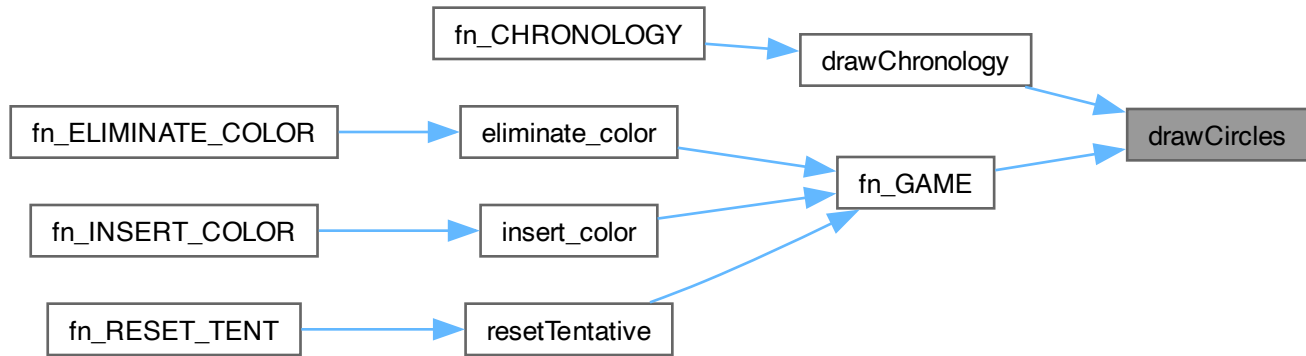 fn_CHRONOLOGY
drawChronology
fn_ELIMINATE_COLOR
eliminate_color
drawCircles
fn_GAME
fn_INSERT_COLOR
insert_color
fn_RESET_TENT
resetTentative